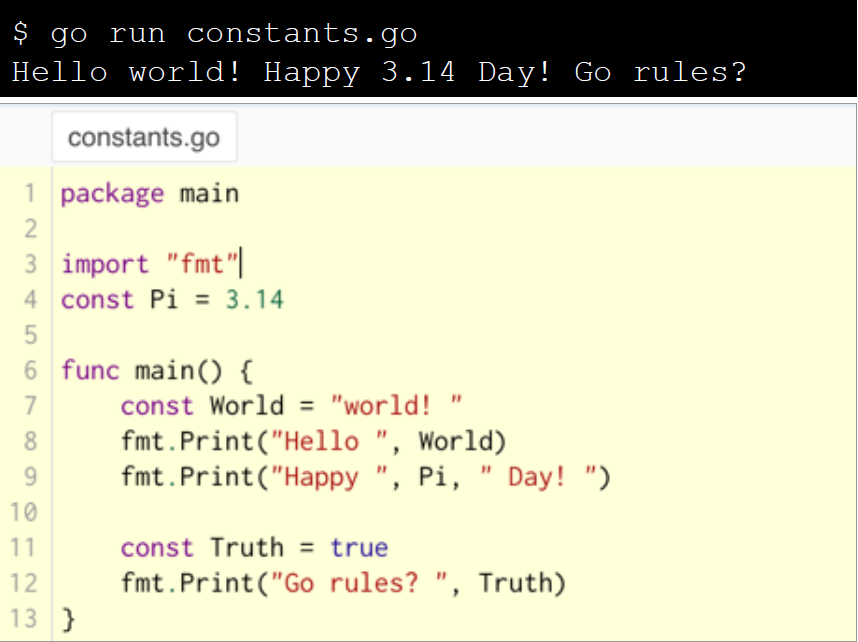 $ go run constants.go
Hello world! Happy 3.14 Day! Go rules?
constants.go
1 package main
2
3 import "fmt"
4 const Pi = 3.14
5
6 func main() {
7 const World = "world! "
8 fmt.Print("Hello ", World)
9 fmt.Print("Happy ", Pi, " Day! ")
10
11 const Truth = true
12 fmt.Print("Go rules? ", Truth)
13 }